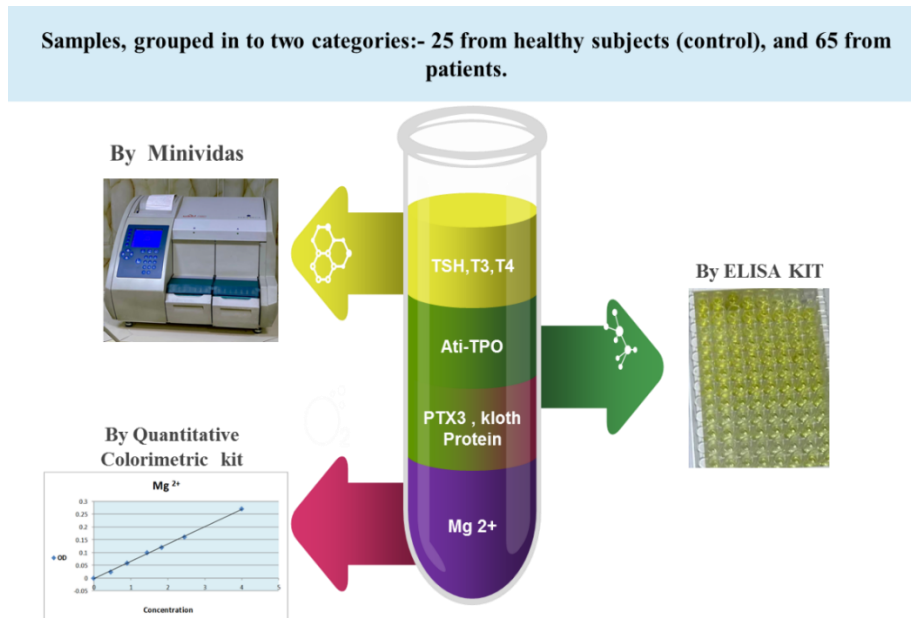 Samples, grouped in to two categories:- 25 from healthy subjects (control), and 65 from
patients.
By Minividas
TSH,T3,T4
By ELISA KIT
Ati-TPO
PTX3 , kloth
Protein
By Quantitative
Colorimetric kit
Mg 2+
Mg 2+
0.3
0.25
0.2
0.15
0.1
0.05
0
-0.05
OD
0 1 2 3 4 5
Concentration